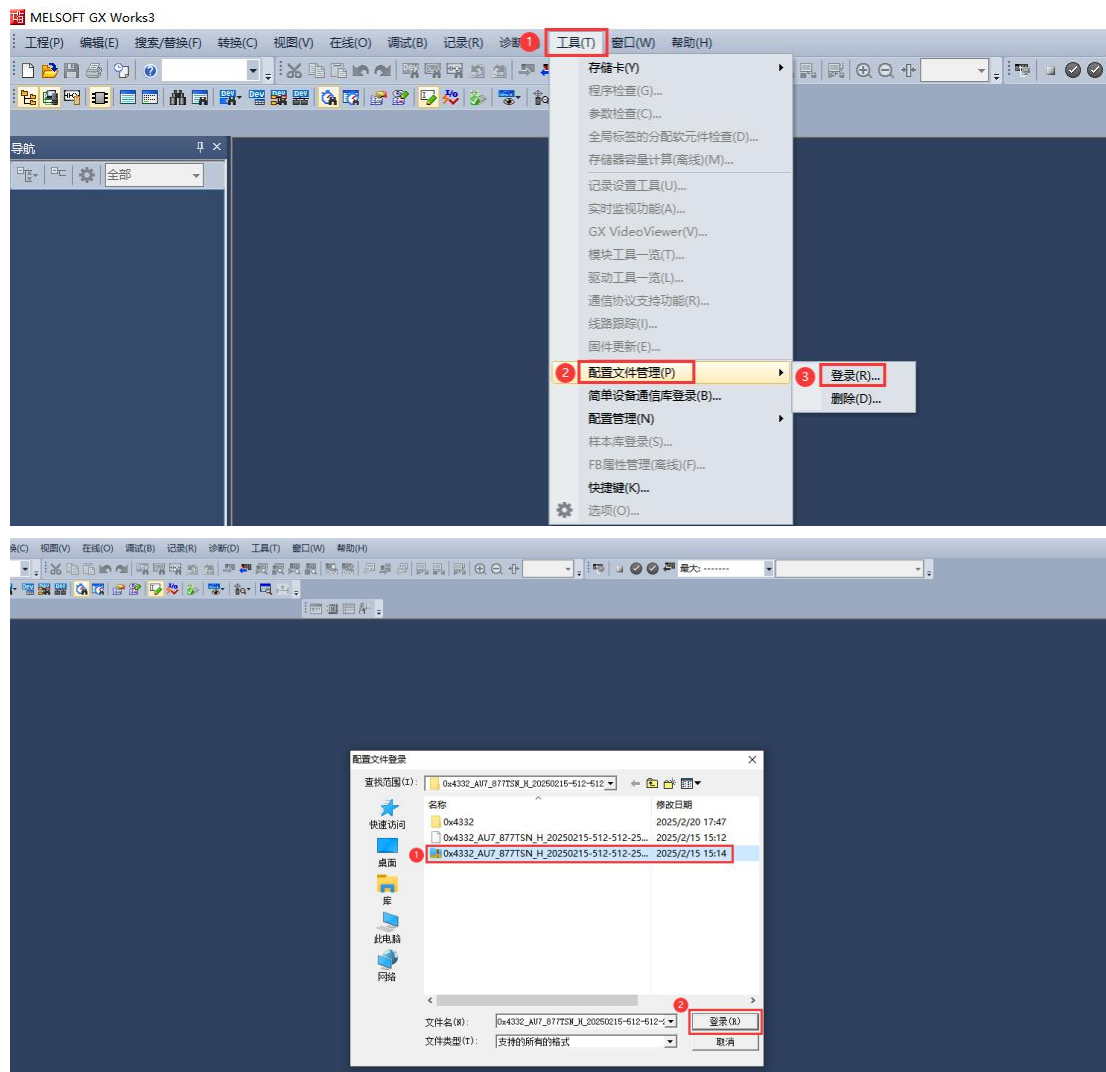 MELSOFT GX Works3
工程(P) 编辑(E) 搜索/替换(F) 转换(C) 视图(V) 在线(O) 调试(B) 记录(R) 诊断 1 工具(T) 窗口(W) 帮助(H)
存储卡(Y)
程序检查(G)...
参数检查(C)...
全局标签的分配软元件检查(D)...
导航
存储器容量计算(离线)(M)...
全部
记录设置工具(U)...
实时监视功能(A)...
GX VideoViewer(V)...
模块工具一览(T)...
驱动工具一览(L)...
通信协议支持功能(R)...
线路跟踪(I)...
固件更新(E)...
2 配置文件管理(P)
3 登录(R)...
简单设备通信库登录(B)...
删除(D)...
配置管理(N)
样本库登录(S)...
FB属性管理(离线)(F)...
快捷键(K)...
选项(O)...
换(C) 视图(V) 在线(O) 调试(B) 记录(R) 诊断(D) 工具(T) 窗口(W) 帮助(H)
最大: -------
配置文件登录
查找范围(I): 0x4332_AU7_877TSN_H_20250215-512-512
名称 修改日期
0x4332 2025/2/20 17:47
0x4332_AU7_877TSN_H_20250215-512-512-25... 2025/2/15 15:12
1 0x4332_AU7_877TSN_H_20250215-512-512-25... 2025/2/15 15:14
快速访问
桌面
库
此电脑
网络
2
文件名(N): 0x4332_AU7_877TSN_H_20250215-512-512- 登录(R)
文件类型(T): 支持的所有的格式 取消